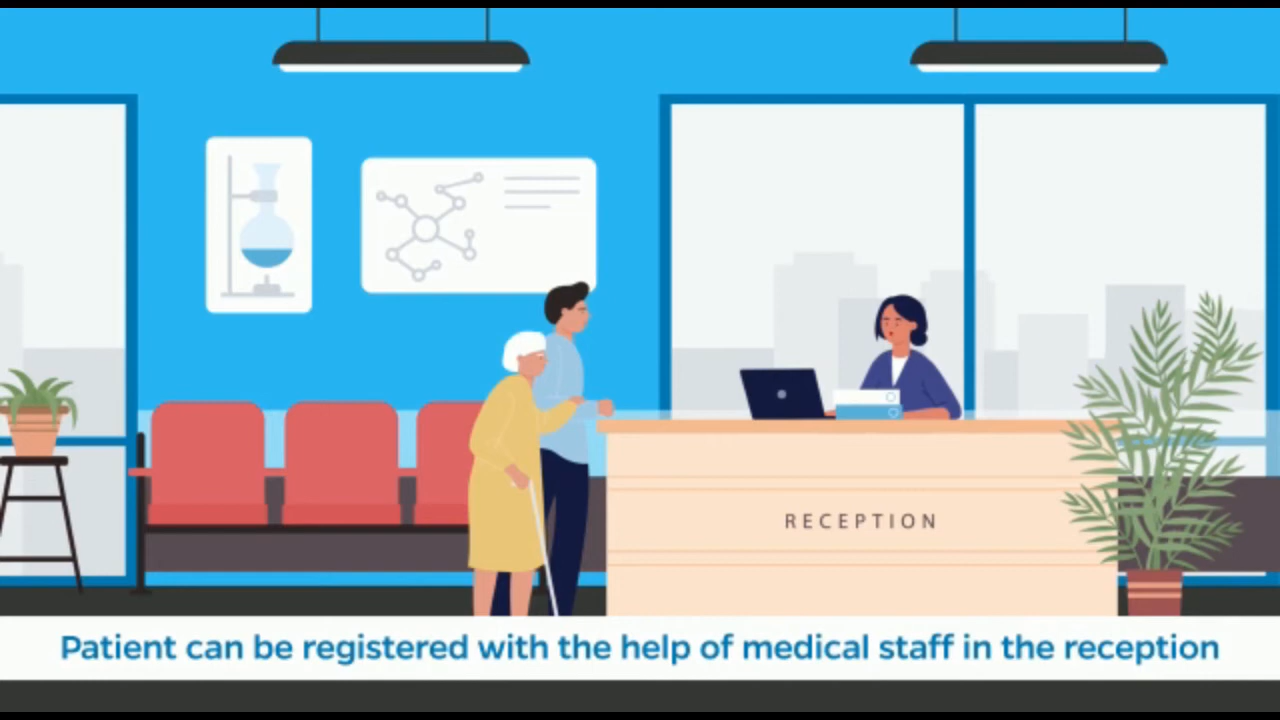 RECEPTION
Patient can be registered with the help of medical staff in the reception